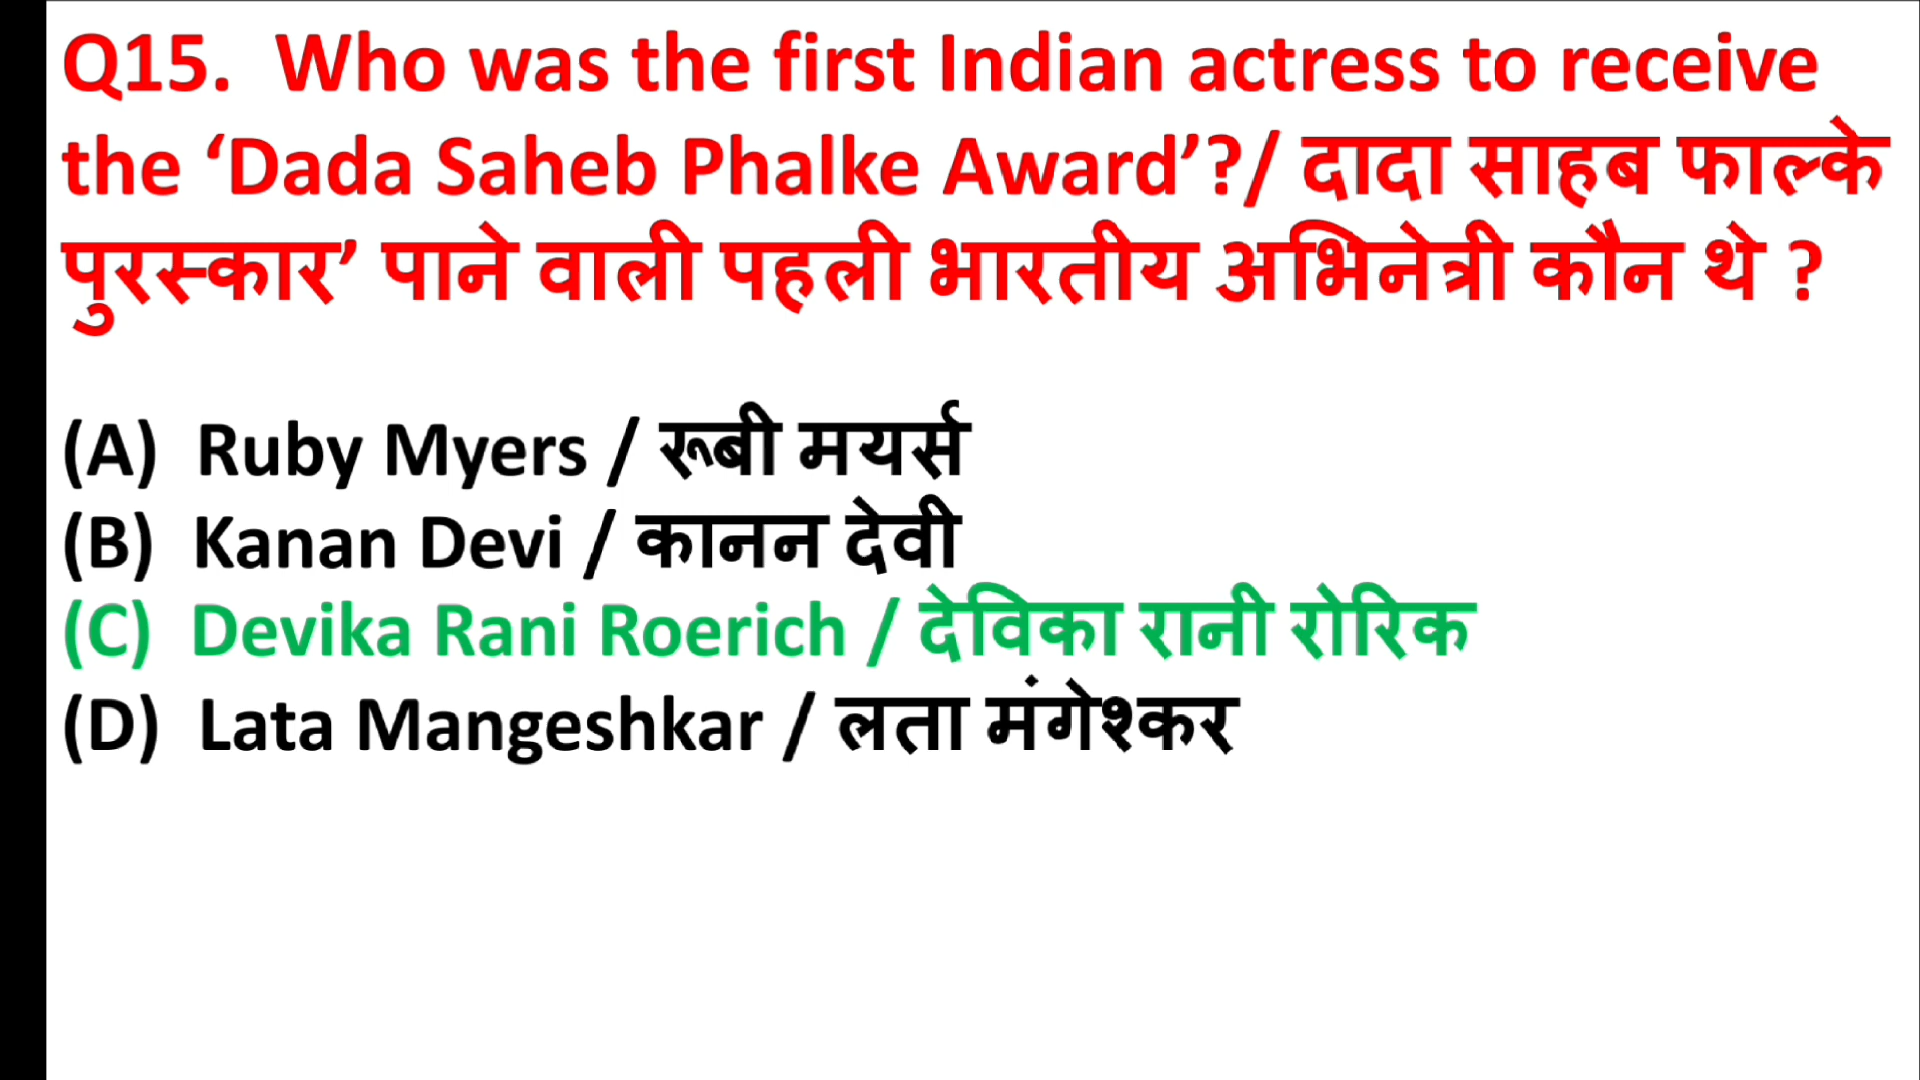 Q15.  Who was the first Indian actress to receive
the ‘Dada Saheb Phalke Award’?/ दादा साहब फाल्के
पुरस्कार’ पाने वाली पहली भारतीय अभिनेत्री कौन थे ?
(A)  Ruby Myers / रूबी मयर्स
(B)  Kanan Devi / कानन देवी
(C)  Devika Rani Roerich / देविका रानी रोरिक
(D)  Lata Mangeshkar / लता मंगेश्कर